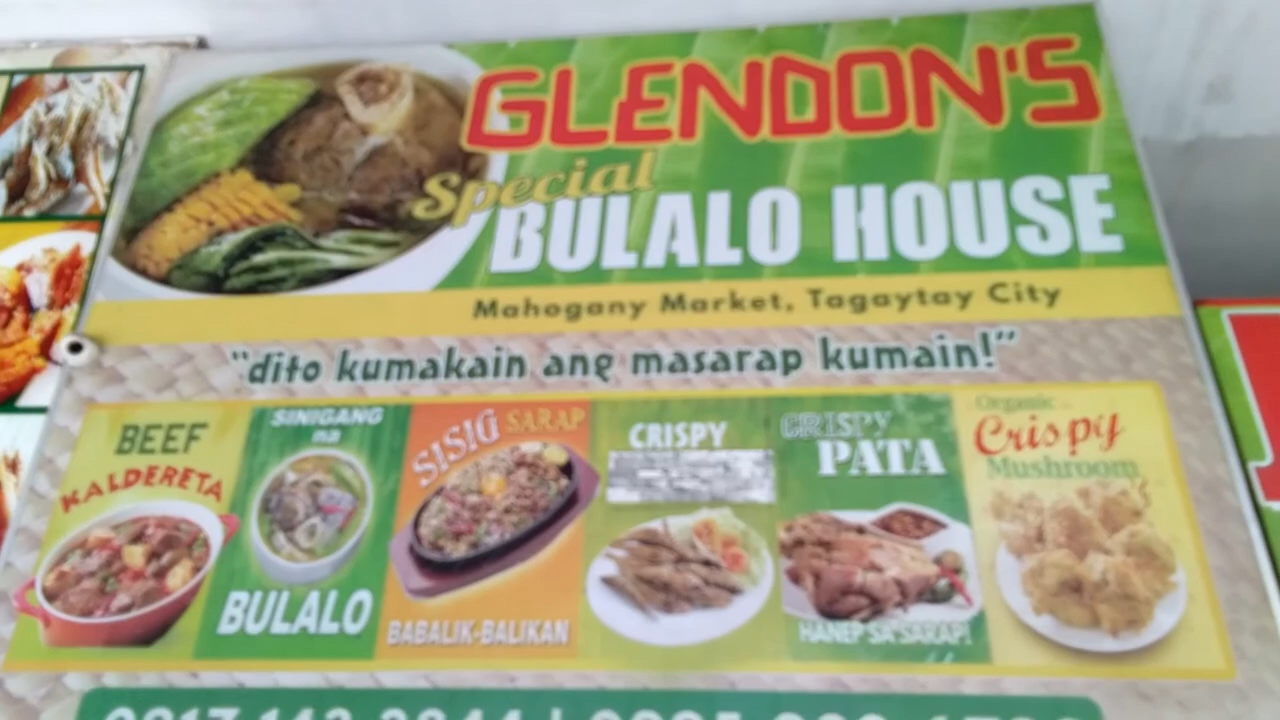 GLENDON'S
Special
BULALO HOUSE
Mahogany Market, Tagaytay City
"dito kumakain ang masarap kumain!"
BEEF
KALDERETA
SINIGANG
na
BULALO
SISIG SARAP
BABALIK-BALIKAN
CRISPY
CRISPY
PATA
HANEP SA SARAP!
Organic
Crispy
Mushroom